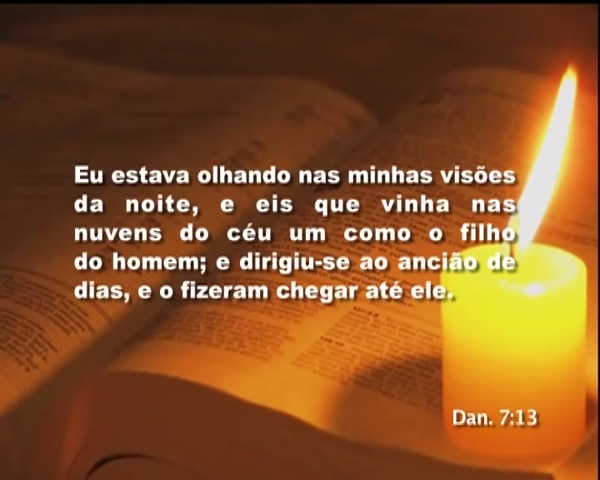 Eu estava olhando nas minhas visões
da noite, e eis que vinha nas
nuvens do céu um como o filho
do homem; e dirigiu-se ao ancião de
dias, e o fizeram chegar até ele.
Dan. 7:13